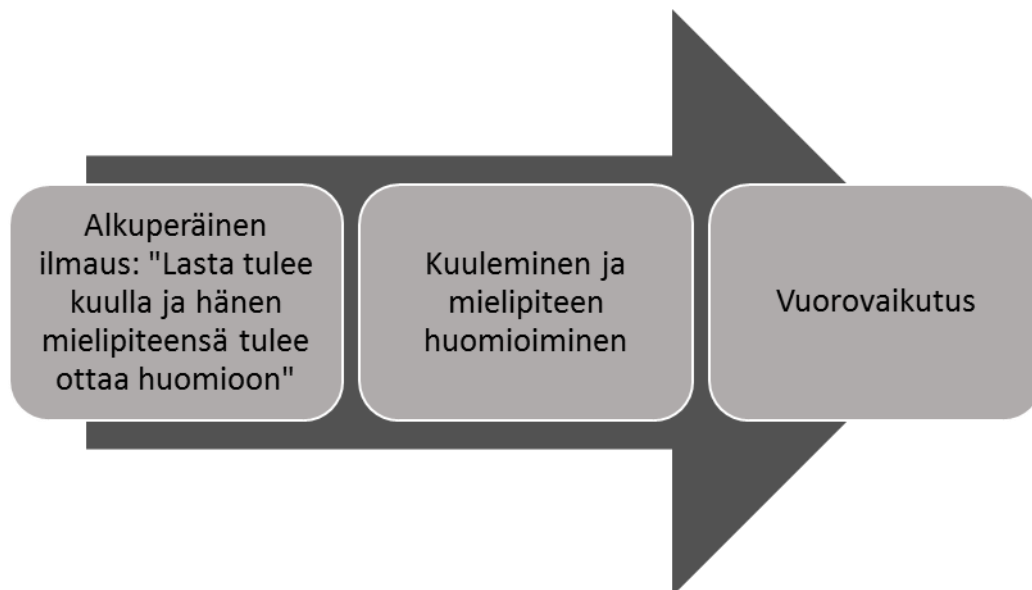 Alkuperäinen
ilmaus: "Lasta tulee
kuulla ja hänen
mielipiteensä tulee
ottaa huomioon"
Kuuleminen ja
mielipiteen
huomioiminen
Vuorovaikutus